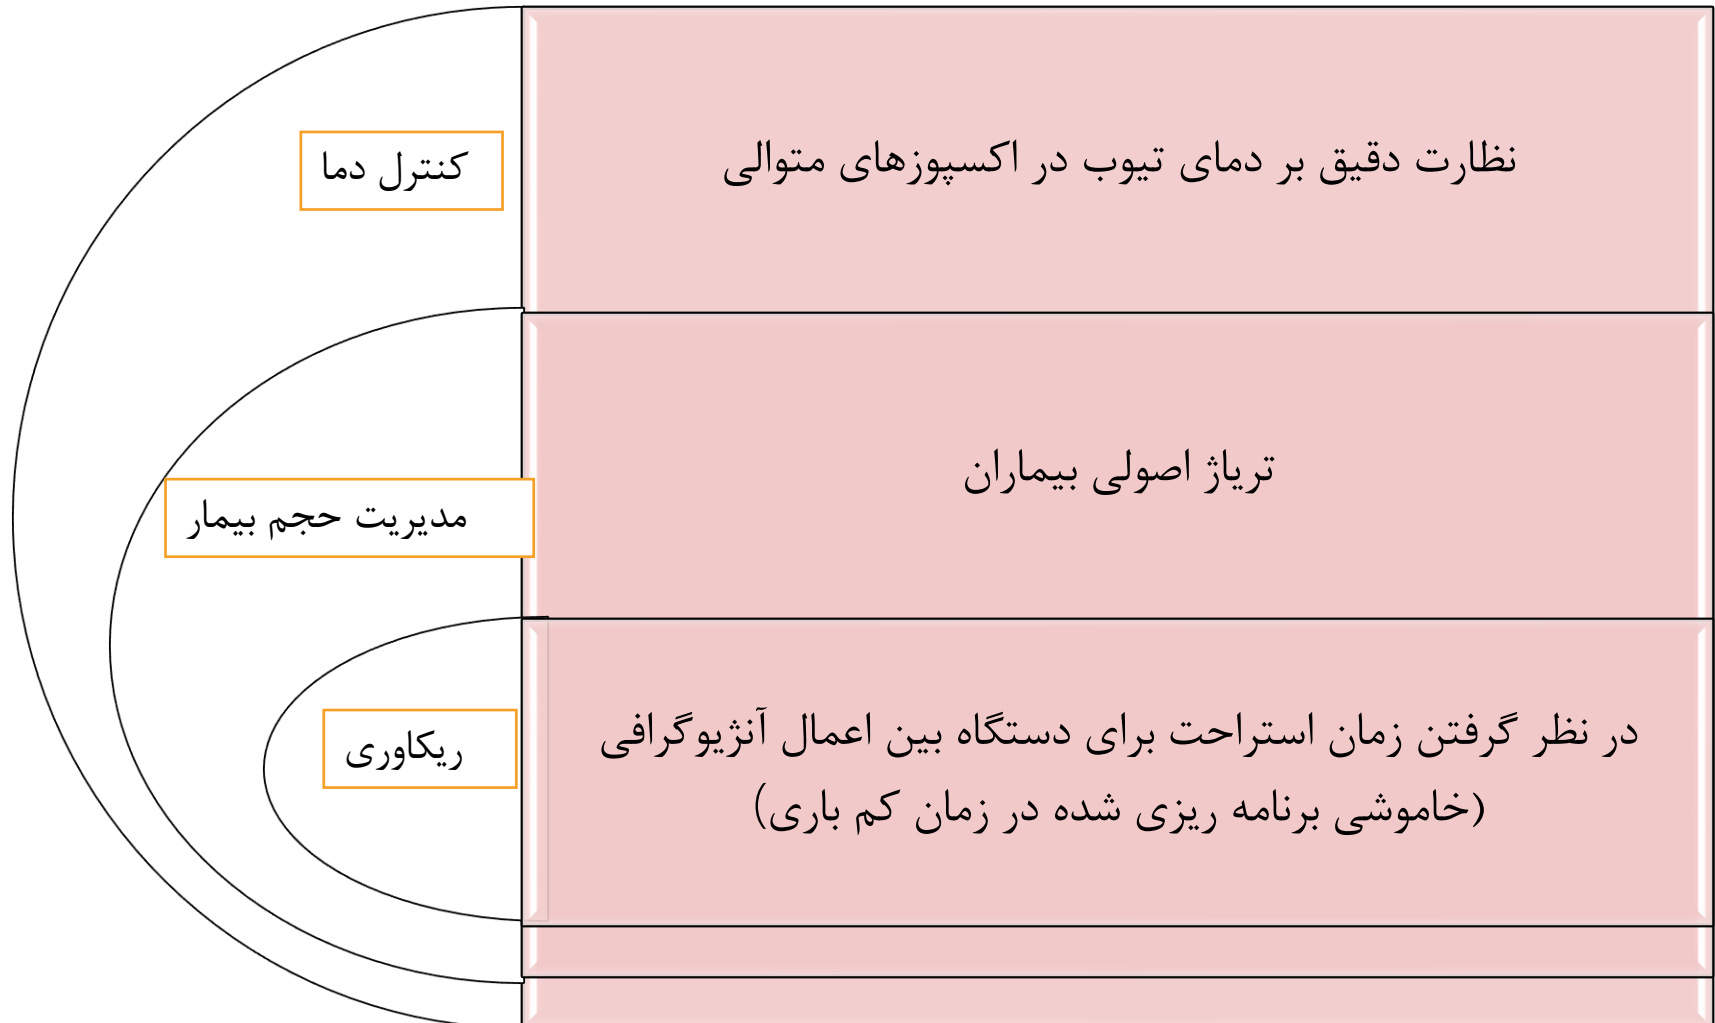 نظارت دقیق بر دمای تیوب در اکسپوزهای متوالی
کنترل دما
تریاژ اصولی بیماران
مدیریت حجم بیمار
در نظر گرفتن زمان استراحت برای دستگاه بین اعمال آنژیوگرافی
(خاموشی برنامه ریزی شده در زمان کم باری)
ریکاوری